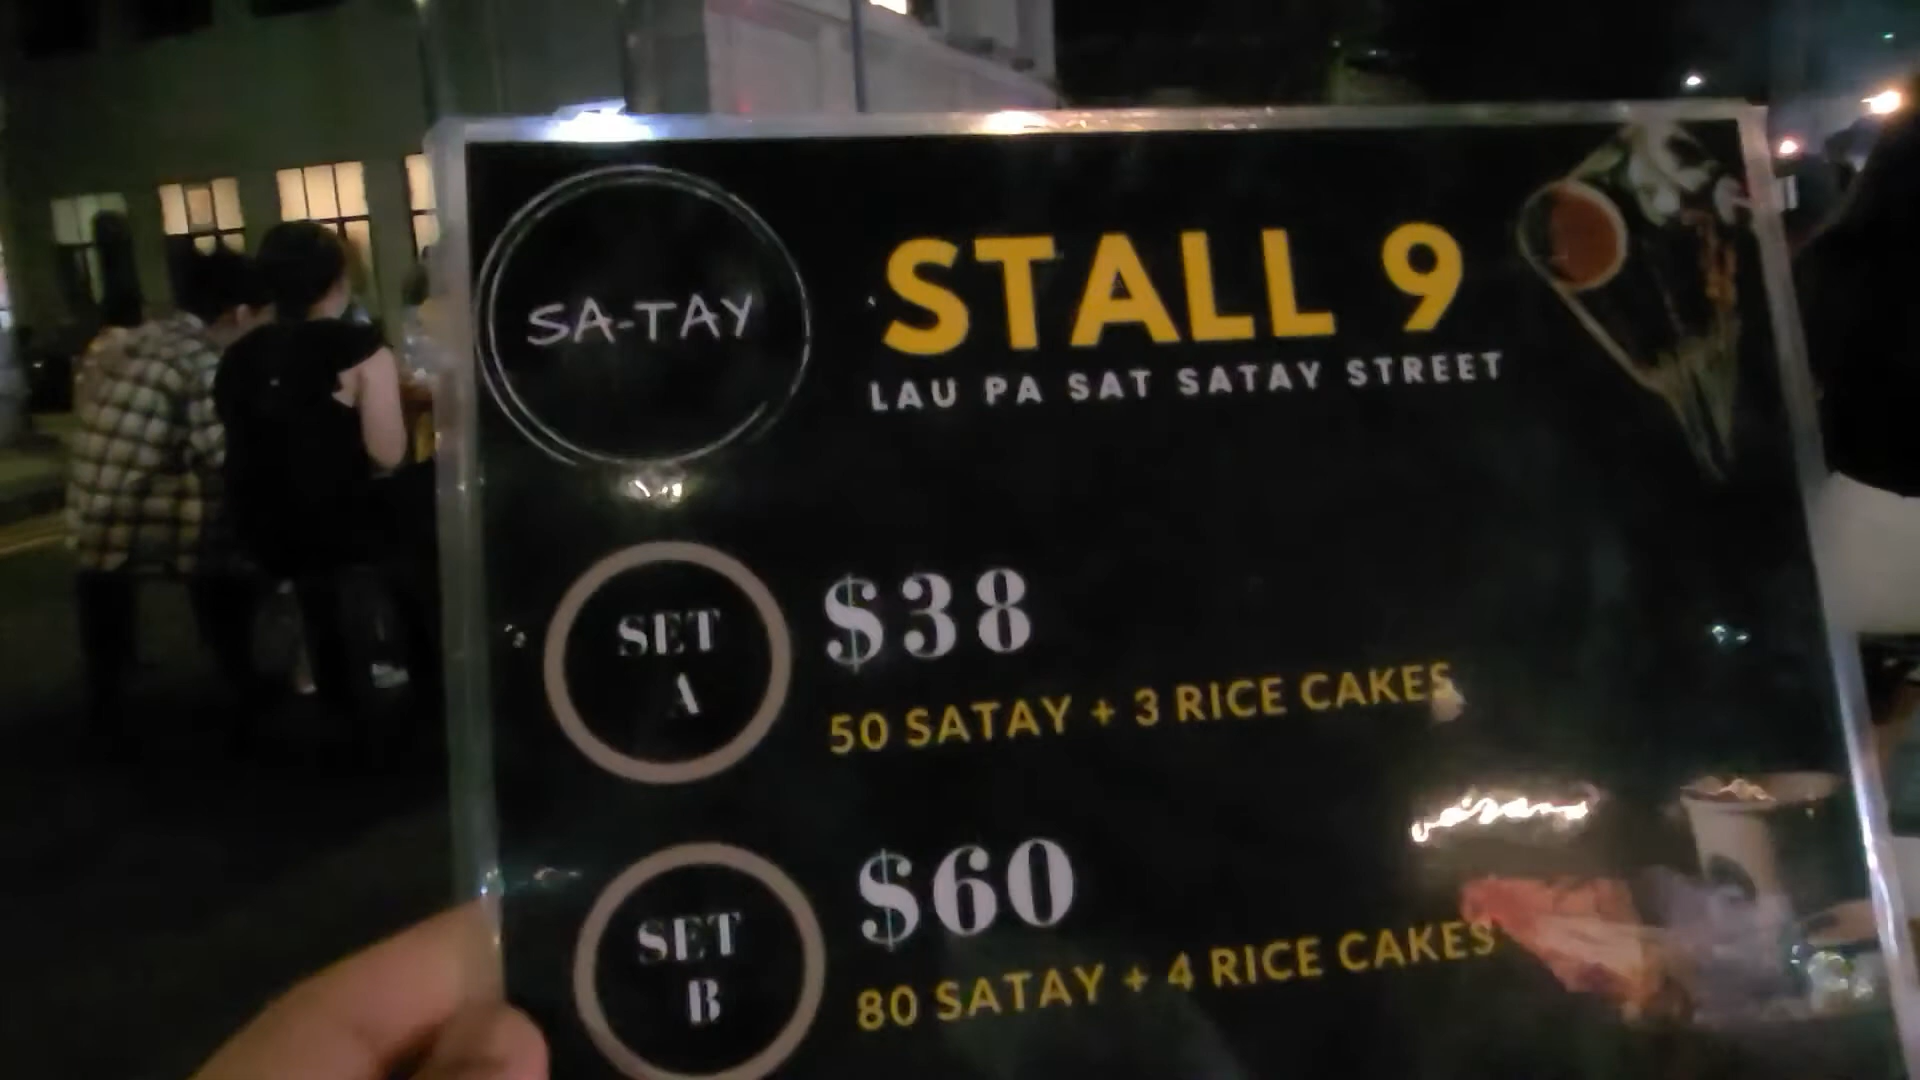 SA-TAY
STALL 9
LAU PA SAT SATAY STREET
SET
A
$38
50 SATAY + 3 RICE CAKES
SET
B
$60
80 SATAY + 4 RICE CAKES